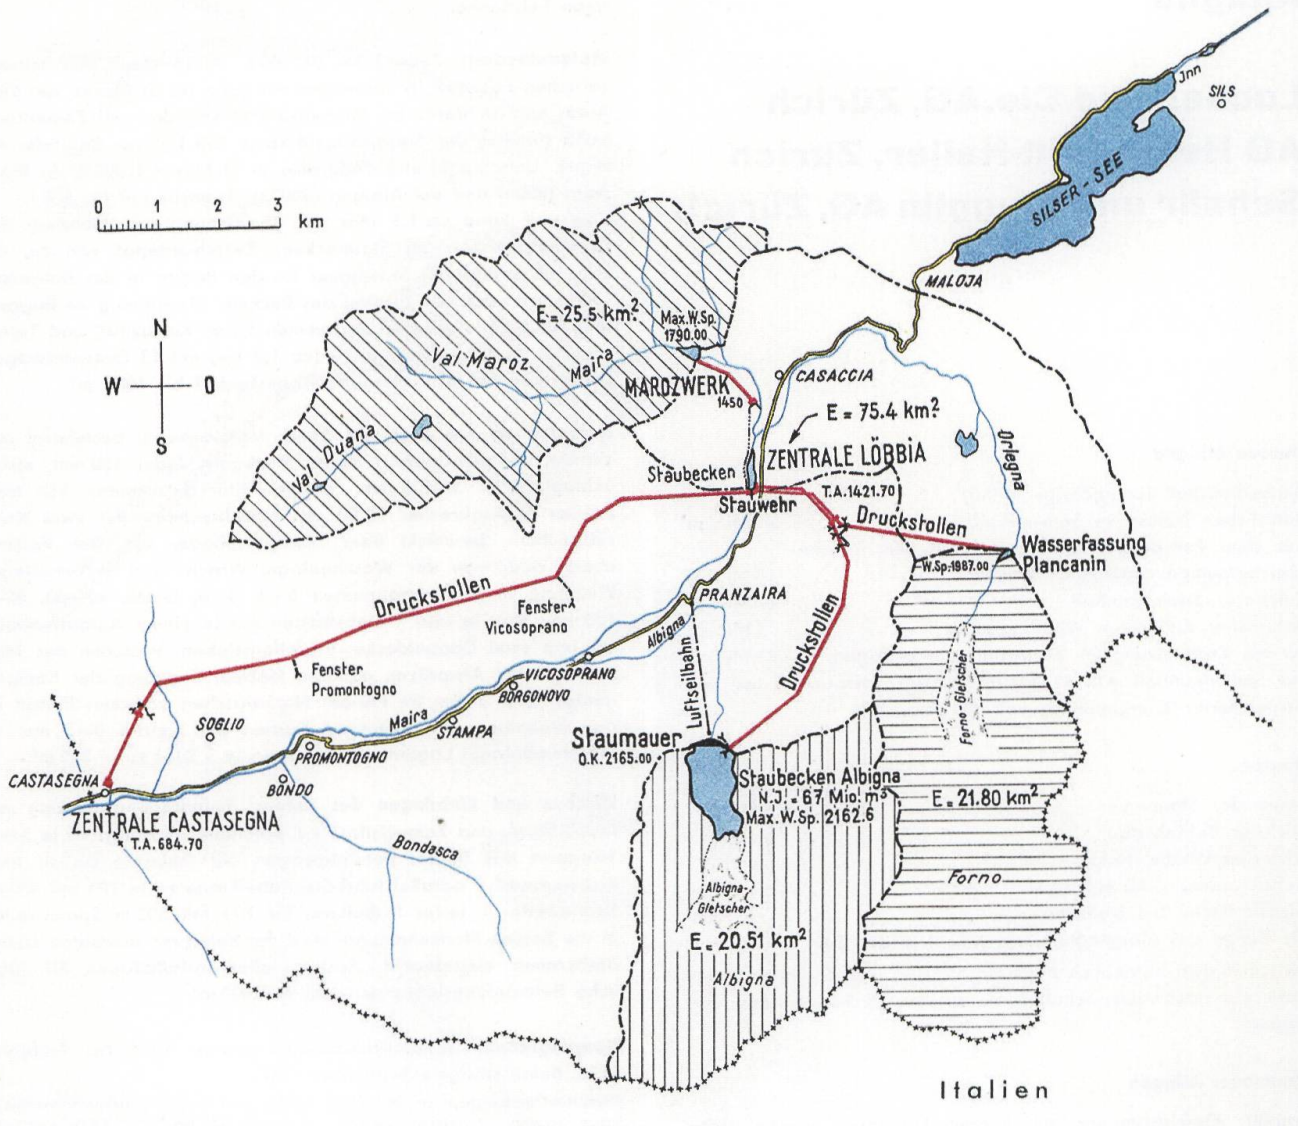 Jnn
SILS
SILSER-SEE
0 1 2 3 km
MALOJA
N
W O
S
E = 25.5 km²
Max.W.Sp.
1790.00
Val Maroz
Maira
MAROZWERK
1450
CASACCIA
E = 75.4 km²
Val Duana
Orlegna
ZENTRALE LÖBBIA
T.A.1421.70
Staubecken
Stauwehr
Druckstollen
Wasserfassung
Plancanin
W.Sp.1987.00
Druckstollen
Fenster
Vicosoprano
PRANZAIRA
Albigna
Druckstollen
Luftseilbahn
Forno-Gletscher
Fenster
Promontogno
VICOSOPRANO
BORGONOVO
Maira
STAMPA
SOGLIO
PROMONTOGNO
BONDO
CASTASEGNA
ZENTRALE CASTASEGNA
T.A. 684.70
Bondasca
Staumauer
O.K. 2165.00
Staubecken Albigna
N.J. = 67 Mio. m³
Max.W.Sp. 2162.6
E = 21.80 km²
Forno
Albigna-
Gletscher
E = 20.51 km²
Albigna
Italien